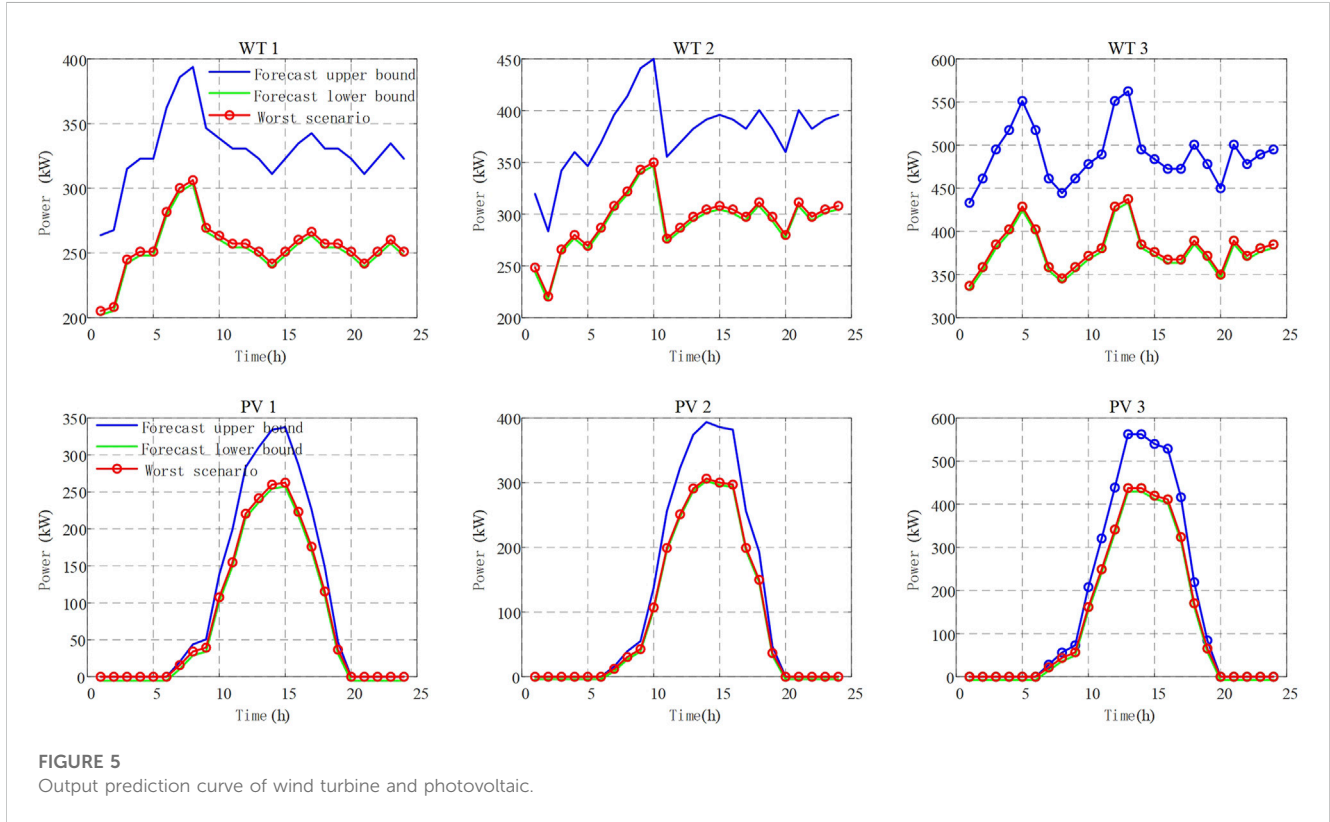 WT 1
Power (kW)
400
350
300
250
200
0 5 10 15 20 25
Time(h)
Forecast upper bound
Forecast lower bound
Worst scenario
WT 2
Power (kW)
450
400
350
300
250
200
0 5 10 15 20 25
Time(h)
WT 3
Power (kW)
600
550
500
450
400
350
300
0 5 10 15 20 25
Time(h)
PV 1
Power (kW)
350
300
250
200
150
100
50
0
0 5 10 15 20 25
Time(h)
Forecast upper bound
Forecast lower bound
Worst scenario
PV 2
Power (kW)
400
300
200
100
0
0 5 10 15 20 25
Time(h)
PV 3
Power (kW)
600
500
400
300
200
100
0
0 5 10 15 20 25
Time(h)
FIGURE 5
Output prediction curve of wind turbine and photovoltaic.